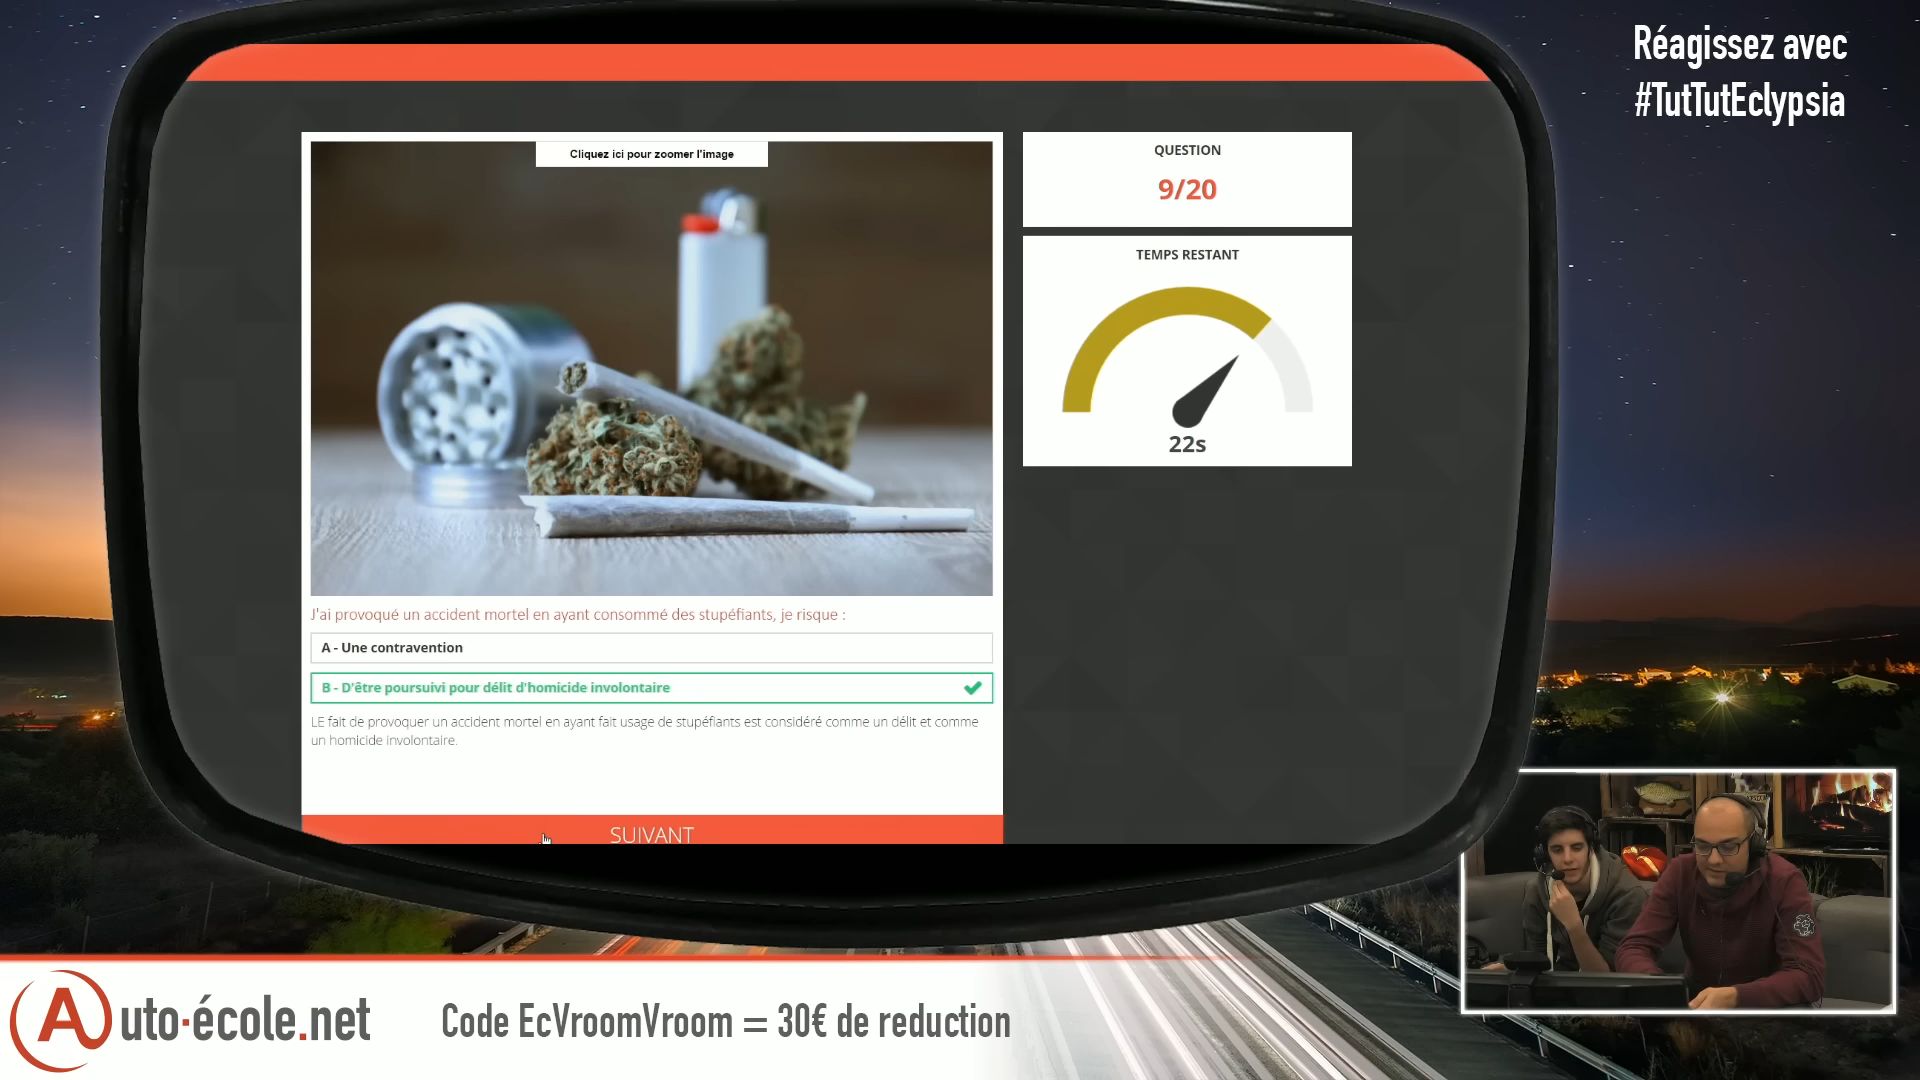 Réagissez avec
#TutTutEclypsia
Cliquez ici pour zoomer l'image
QUESTION
9/20
TEMPS RESTANT
22s
J'ai provoqué un accident mortel en ayant consommé des stupéfiants, je risque :
A - Une contravention
B - D'être poursuivi pour délit d'homicide involontaire
LE fait de provoquer un accident mortel en ayant fait usage de stupéfiants est considéré comme un délit et comme
un homicide involontaire.
SUIVANT
Auto·école.net
Code EcVroomVroom = 30€ de reduction